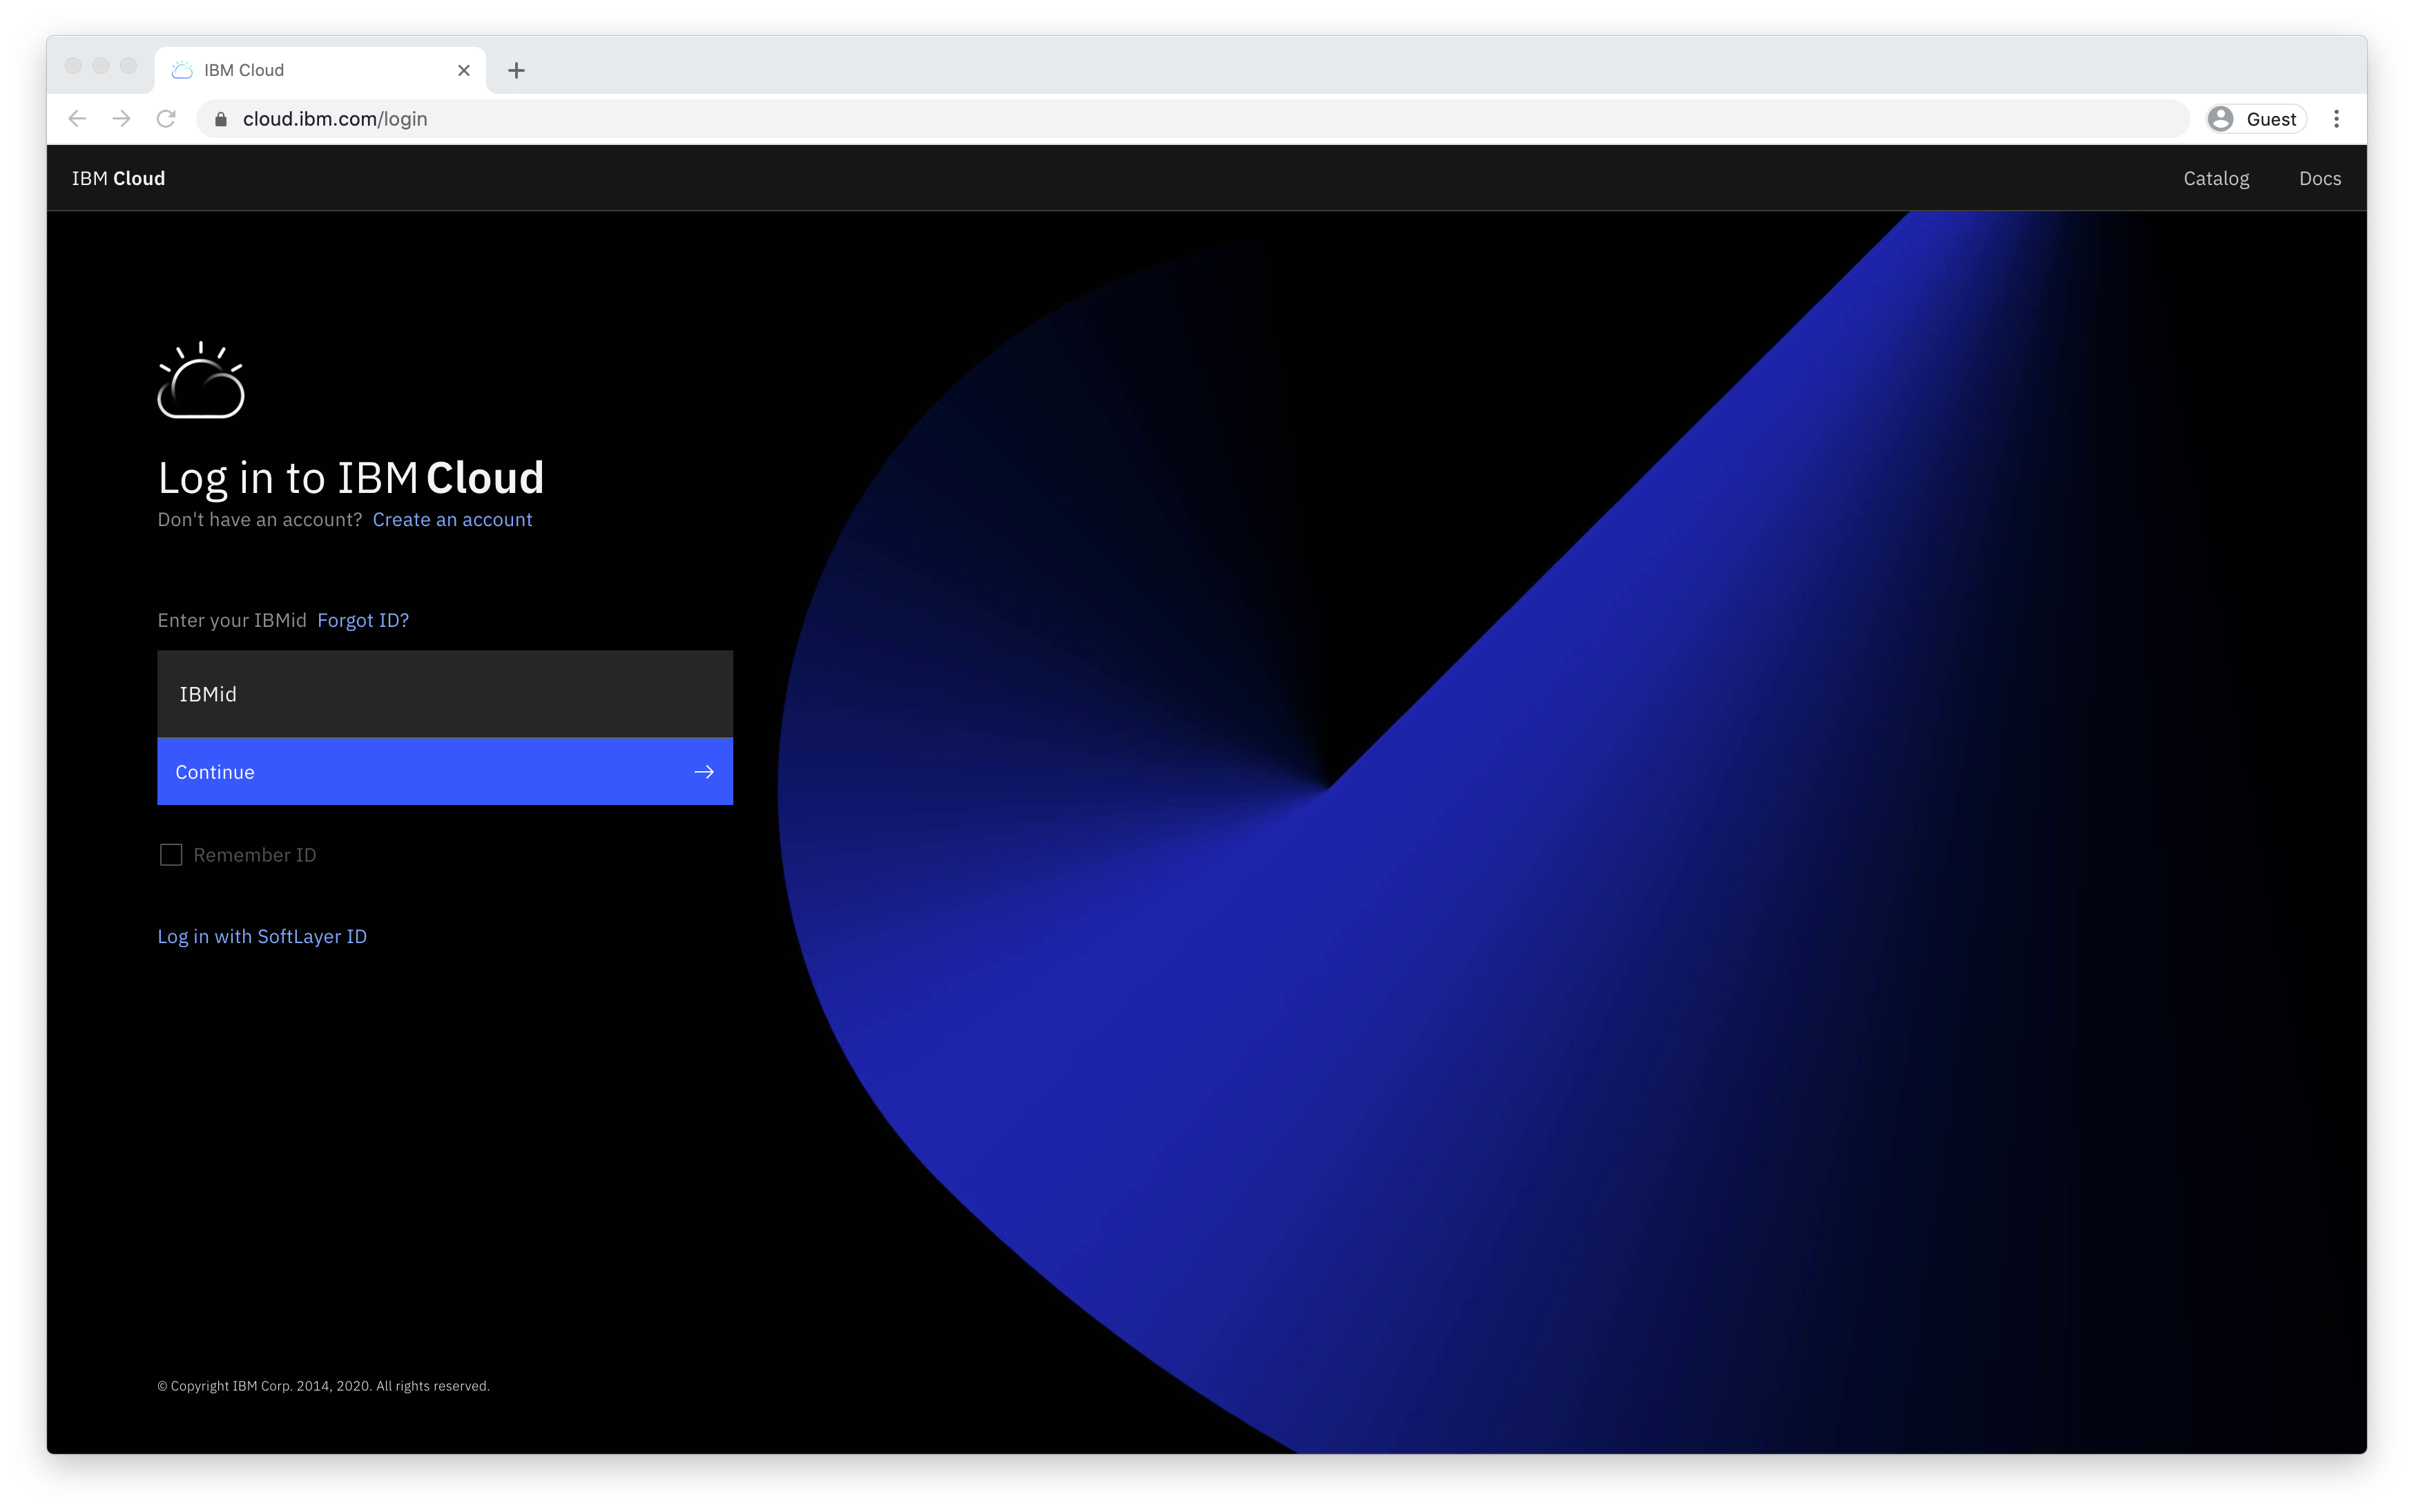 IBM Cloud
cloud.ibm.com/login
Guest
IBM Cloud
Catalog
Docs
Log in to IBM Cloud
Don't have an account? Create an account
Enter your IBMid Forgot ID?
IBMid
Continue
Remember ID
Log in with SoftLayer ID
© Copyright IBM Corp. 2014, 2020. All rights reserved.